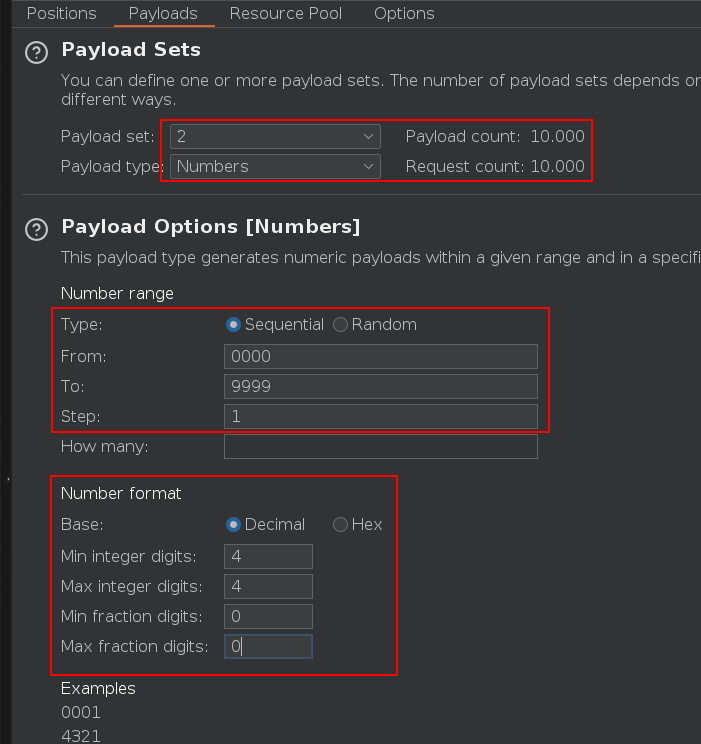 Positions Payloads Resource Pool Options
? Payload Sets
You can define one or more payload sets. The number of payload sets depends on
different ways.
Payload set: 2 Payload count: 10.000
Payload type: Numbers Request count: 10.000
? Payload Options [Numbers]
This payload type generates numeric payloads within a given range and in a specifi
Number range
Type: Sequential Random
From: 0000
To: 9999
Step: 1
How many:
Number format
Base: Decimal Hex
Min integer digits: 4
Max integer digits: 4
Min fraction digits: 0
Max fraction digits: 0
Examples
0001
4321